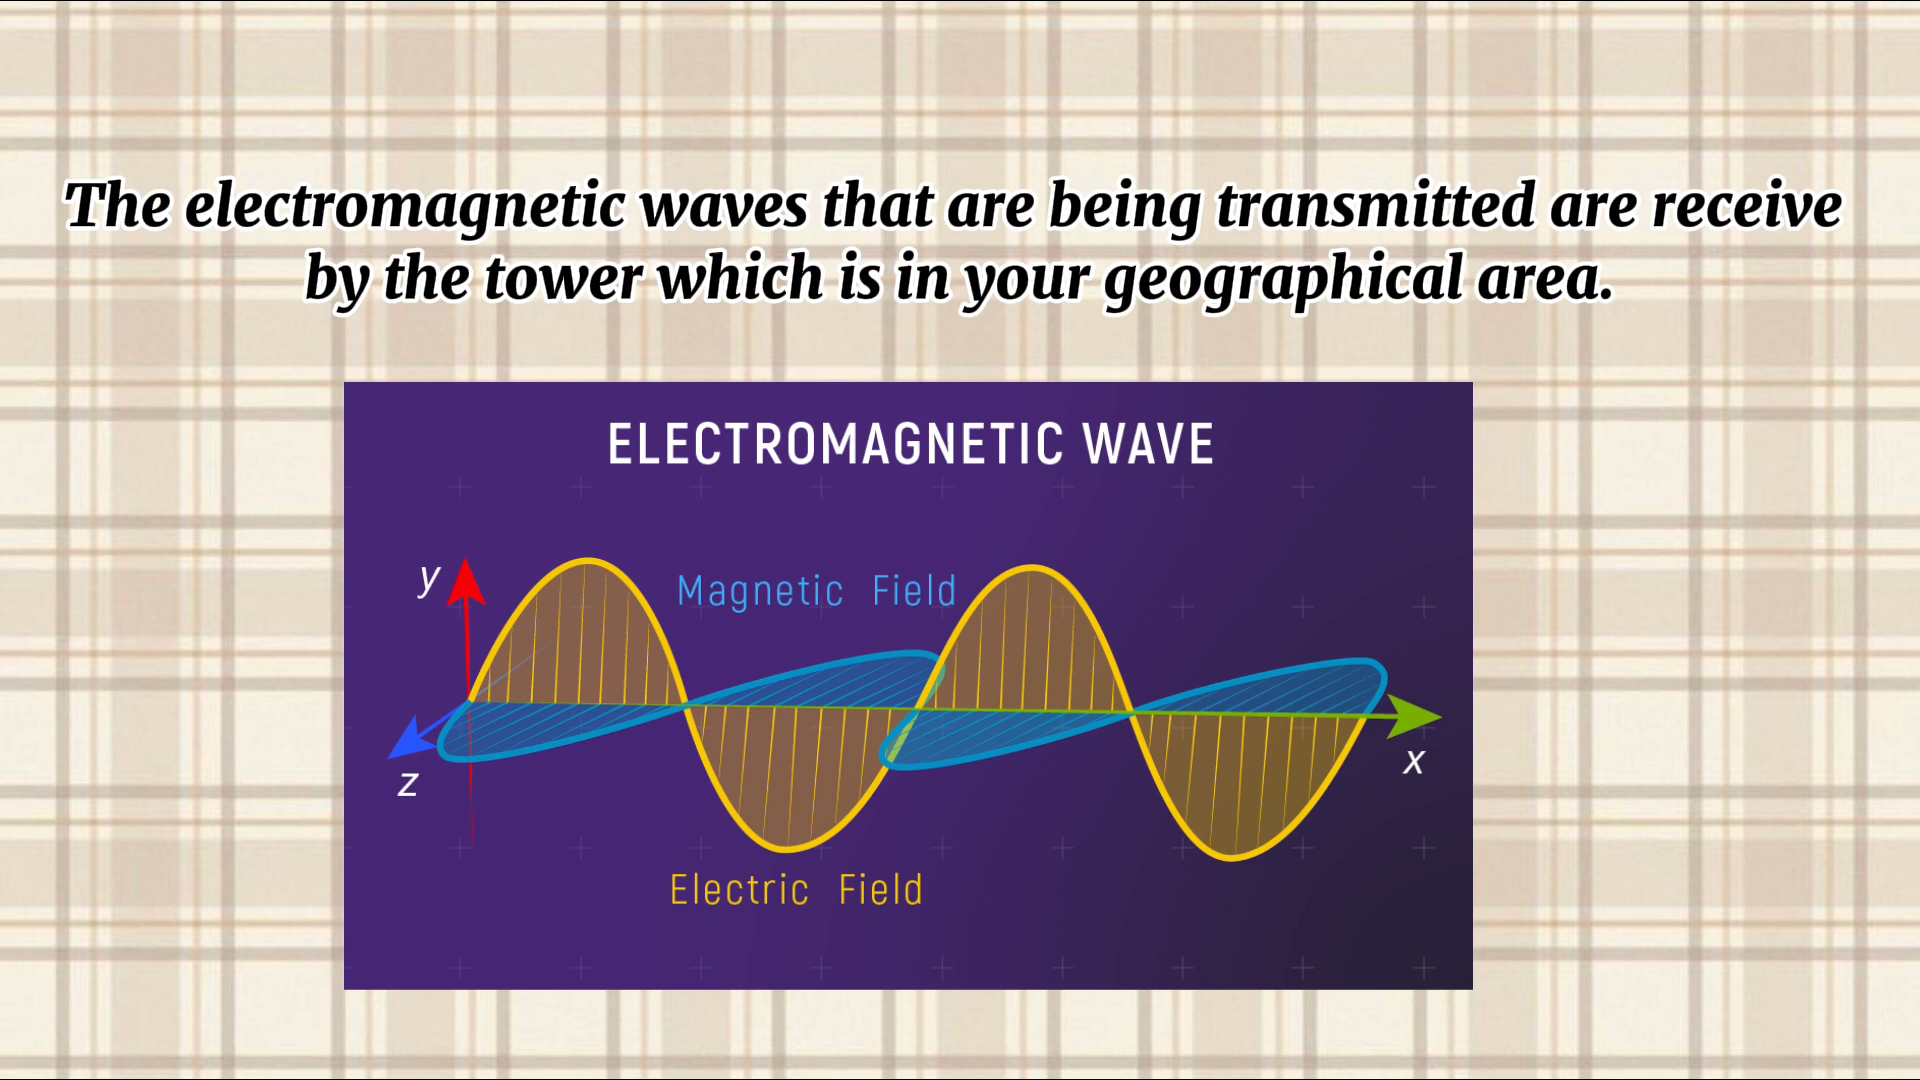 The electromagnetic waves that are being transmitted are receive
by the tower which is in your geographical area.
ELECTROMAGNETIC WAVE
y
Magnetic Field
z
x
Electric Field